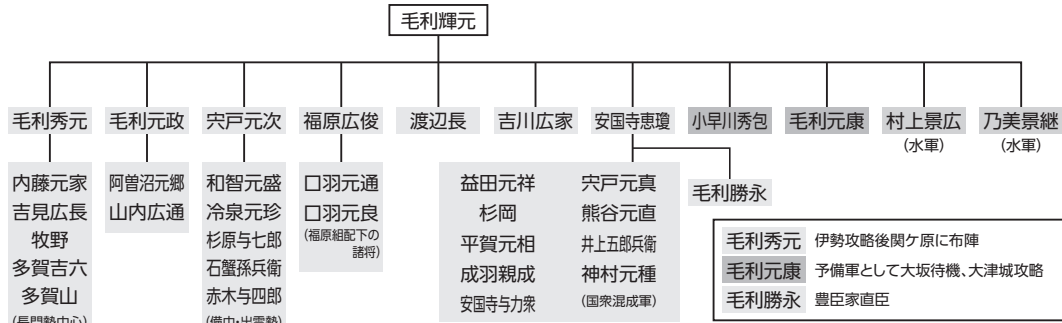 毛利輝元
毛利秀元
毛利元政
宍戸元次
福原広俊
渡辺長
吉川広家
安国寺恵瓊
小早川秀包
毛利元康
村上景広
(水軍)
乃美景継
(水軍)
内藤元家
吉見広長
牧野
多賀吉六
多賀山
(長門勢中心)
阿曽沼元郷
山内広通
和智元盛
冷泉元珍
杉原与七郎
石蟹孫兵衛
赤木与四郎
(備中・出雲勢)
口羽元通
口羽元良
(福原組配下の
諸将)
益田元祥
杉岡
平賀元相
成羽親成
安国寺与力衆
宍戸元真
熊谷元直
井上五郎兵衛
神村元種
(国衆混成軍)
毛利勝永
毛利秀元 伊勢攻略後関ケ原に布陣
毛利元康 予備軍として大坂待機、大津城攻略
毛利勝永 豊臣家直臣